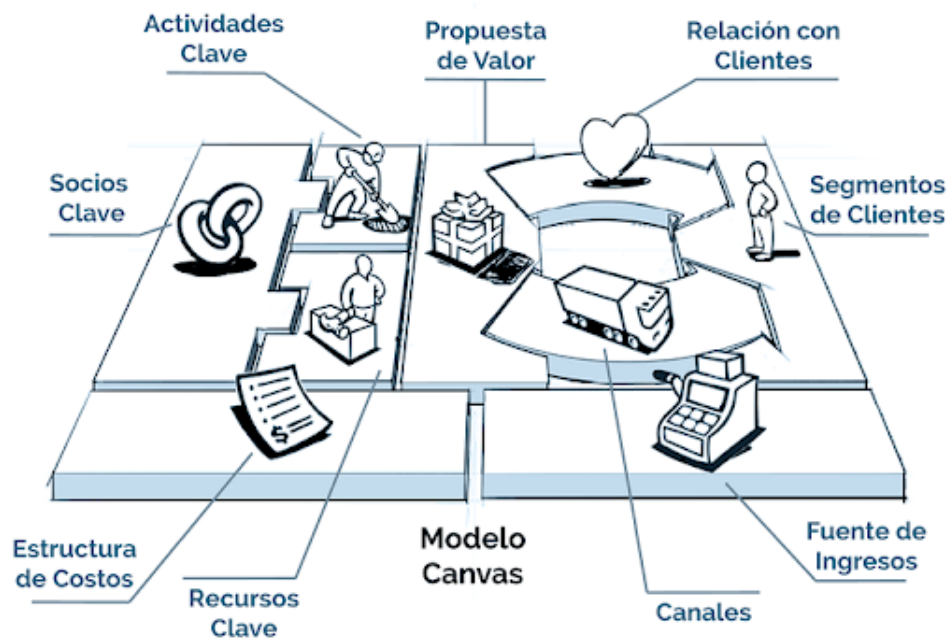 Actividades
Clave
Propuesta
de Valor
Relación con
Clientes
Socios
Clave
Segmentos
de Clientes
Estructura
de Costos
Recursos
Clave
Modelo
Canvas
Canales
Fuente de
Ingresos
$